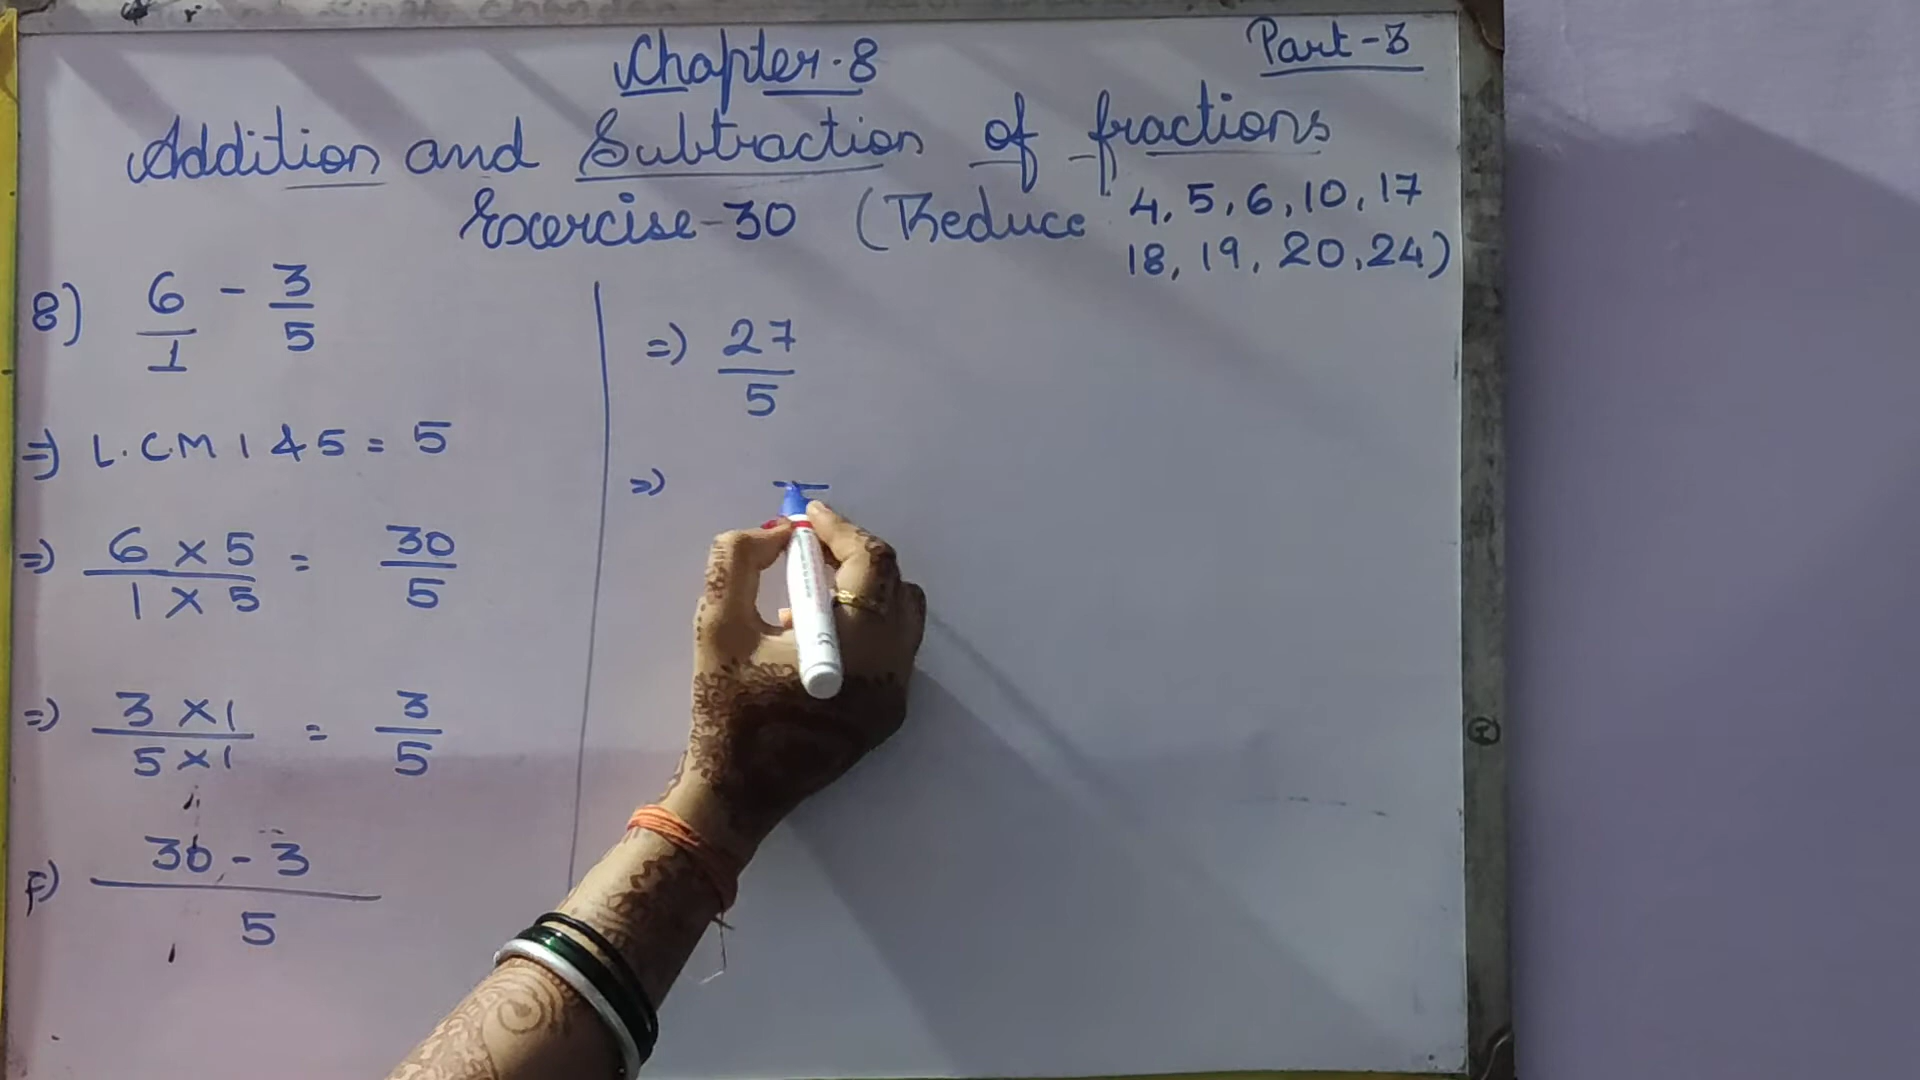 Chapter-8
Part-3
Addition and Subtraction of fractions
Exercise-30 (Reduce 4, 5, 6, 10, 17
18, 19, 20, 24)
8) 6/1 - 3/5
=) L.C.M 1 & 5 = 5
=) 6 x 5 / 1 x 5 = 30/5
=) 3 x 1 / 5 x 1 = 3/5
=) 30 - 3 / 5
=) 27/5
=)